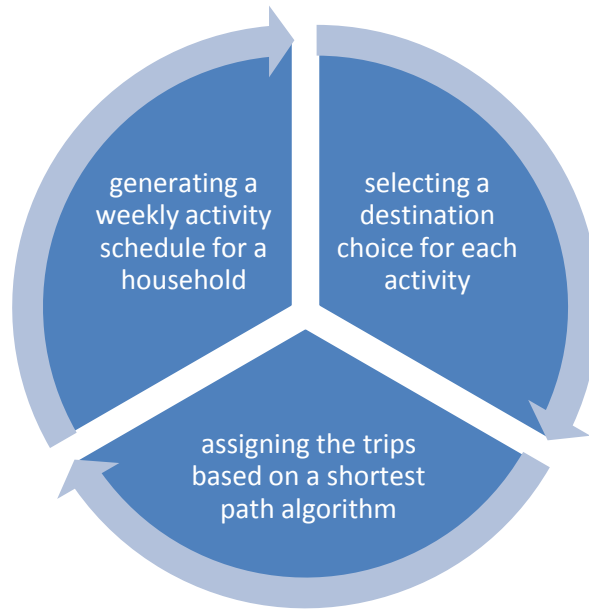 generating a
weekly activity
schedule for a
household
selecting a
destination
choice for each
activity
assigning the trips
based on a shortest
path algorithm